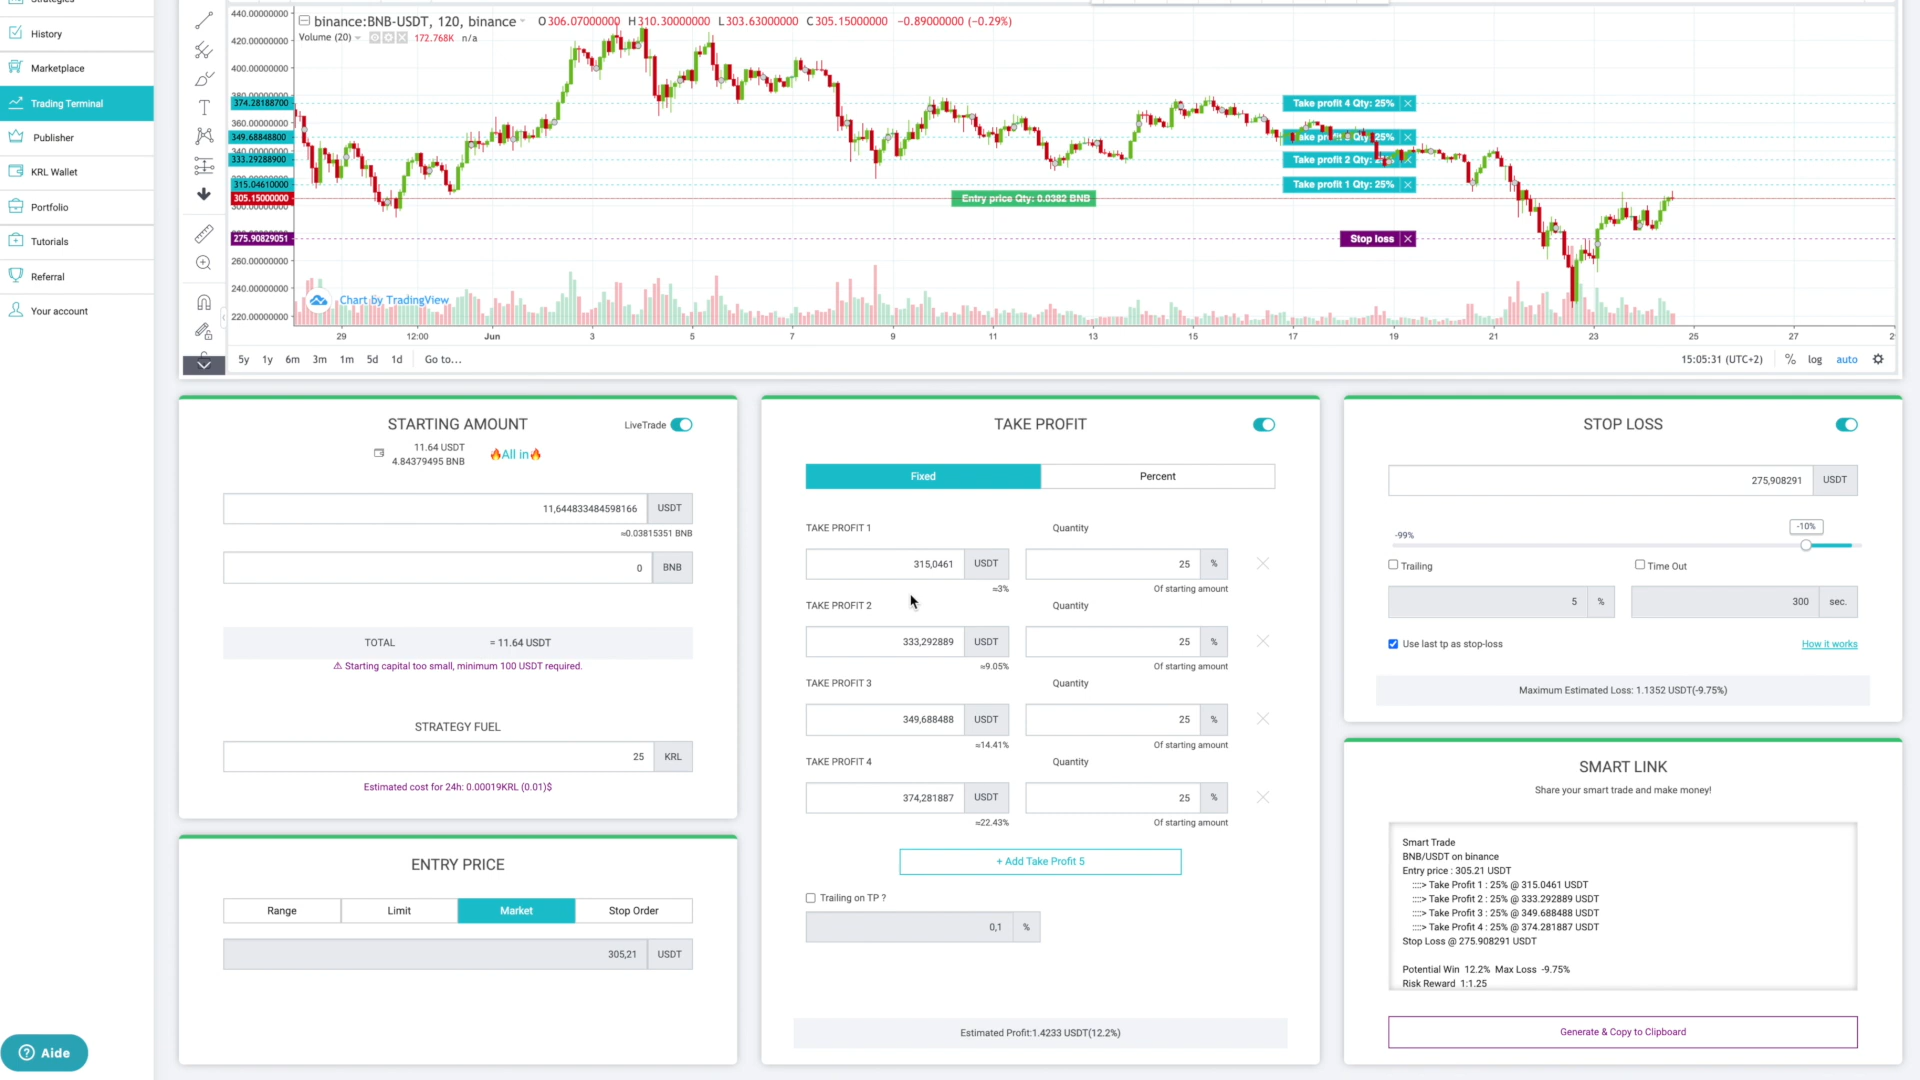 History
Marketplace
Trading Terminal
Publisher
KRL Wallet
Portfolio
Tutorials
Referral
Your account
Aide
binance:BNB-USDT, 120, binance O306.07000000 H310.30000000 L303.63000000 C305.15000000 −0.89000000 (−0.29%)
Volume (20) 172.768K n/a
440.00000000
420.00000000
400.00000000
374.28188700
360.00000000
349.68848800
333.29288900
315.04610000
305.15000000
275.90829051
260.00000000
240.00000000
220.00000000
Take profit 4 Qty: 25%
Take profit 2 Qty:
Take profit 1 Qty: 25%
Entry price Qty: 0.0382 BNB
Stop loss
Chart by TradingView
29 12:00 Jun 3 5 7 9 11 13 15 17 19 21 23 25 27
5y 1y 6m 3m 1m 5d 1d Go to... 15:05:31 (UTC+2) % log auto
STARTING AMOUNT
LiveTrade
11.64 USDT
4.84379495 BNB
🔥All in🔥
11,644833484598166 USDT
≈0.03815351 BNB
0 BNB
TOTAL = 11.64 USDT
⚠ Starting capital too small, minimum 100 USDT required.
STRATEGY FUEL
25 KRL
Estimated cost for 24h: 0.00019KRL (0.01)$
ENTRY PRICE
Range Limit Market Stop Order
305,21 USDT
TAKE PROFIT
Fixed Percent
TAKE PROFIT 1 Quantity
315,0461 USDT 25 %
≈3% Of starting amount
TAKE PROFIT 2 Quantity
333,292889 USDT 25 %
≈9.05% Of starting amount
TAKE PROFIT 3 Quantity
349,688488 USDT 25 %
≈14.41% Of starting amount
TAKE PROFIT 4 Quantity
374,281887 USDT 25 %
≈22.43% Of starting amount
+ Add Take Profit 5
Trailing on TP ?
0,1 %
Estimated Profit:1.4233 USDT(12.2%)
STOP LOSS
275,908291 USDT
-10%
-99%
Trailing Time Out
5 % 300 sec.
Use last tp as stop-loss How it works
Maximum Estimated Loss: 1.1352 USDT(-9.75%)
SMART LINK
Share your smart trade and make money!
Smart Trade
BNB/USDT on binance
Entry price : 305.21 USDT
::::> Take Profit 1 : 25% @ 315.0461 USDT
::::> Take Profit 2 : 25% @ 333.292889 USDT
::::> Take Profit 3 : 25% @ 349.688488 USDT
::::> Take Profit 4 : 25% @ 374.281887 USDT
Stop Loss @ 275.908291 USDT
Potential Win 12.2% Max Loss -9.75%
Risk Reward 1:1.25
Generate & Copy to Clipboard